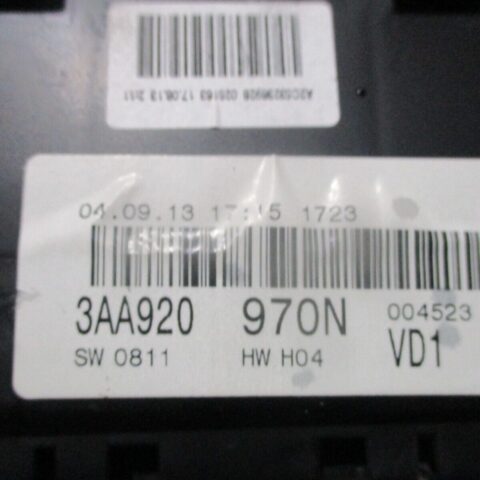 04.09.13 17:15 1723
3AA920 970N 004523
SW 0811 HW H04 VD1